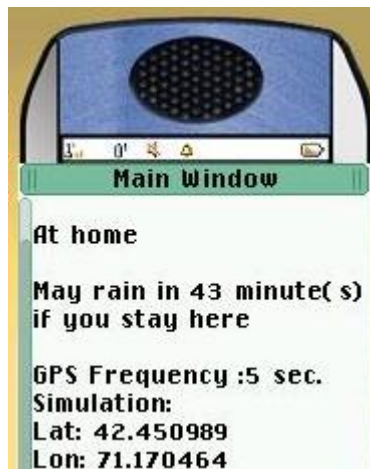 Main Window
At home
May rain in 43 minute( s)
if you stay here
GPS Frequency :5 sec.
Simulation:
Lat: 42.450989
Lon: 71.170464